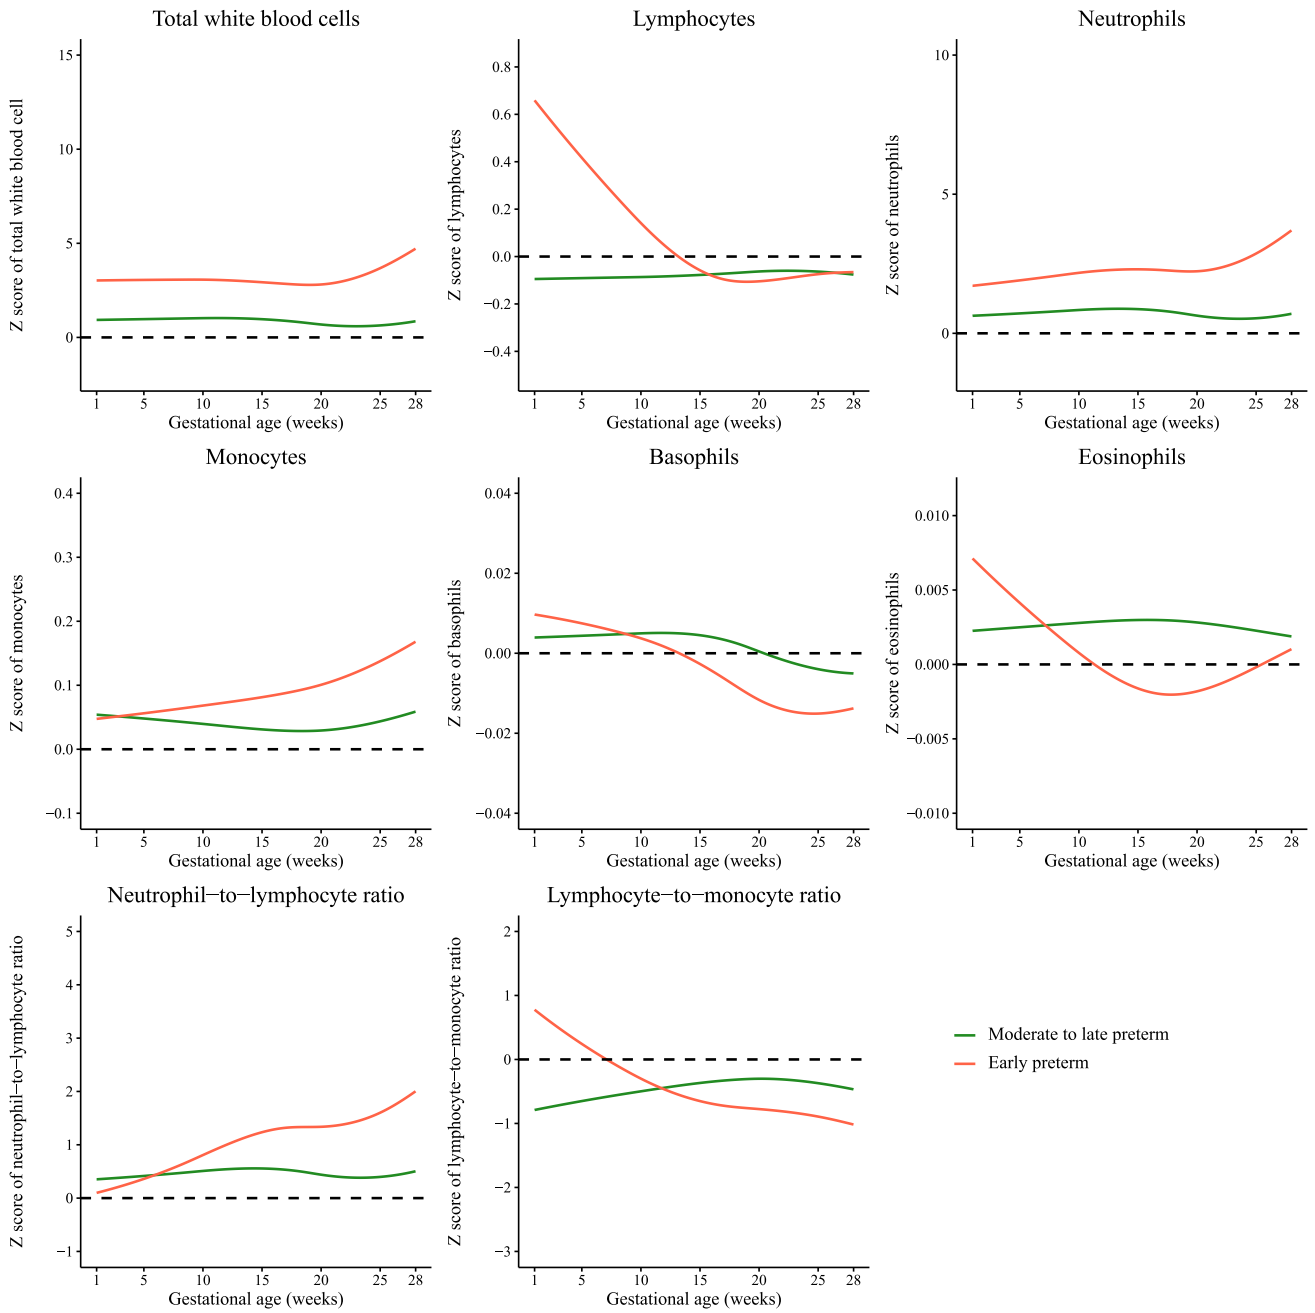 Total white blood cells
Z score of total white blood cell
15
10
5
0
1 5 10 15 20 25 28
Gestational age (weeks)
Lymphocytes
Z score of lymphocytes
0.8
0.6
0.4
0.2
0.0
−0.2
−0.4
1 5 10 15 20 25 28
Gestational age (weeks)
Neutrophils
Z score of neutrophils
10
5
0
1 5 10 15 20 25 28
Gestational age (weeks)
Monocytes
Z score of monocytes
0.4
0.3
0.2
0.1
0.0
−0.1
1 5 10 15 20 25 28
Gestational age (weeks)
Basophils
Z score of basophils
0.04
0.02
0.00
−0.02
−0.04
1 5 10 15 20 25 28
Gestational age (weeks)
Eosinophils
Z score of eosinophils
0.010
0.005
0.000
−0.005
−0.010
1 5 10 15 20 25 28
Gestational age (weeks)
Neutrophil−to−lymphocyte ratio
Z score of neutrophil−to−lymphocyte ratio
5
4
3
2
1
0
−1
1 5 10 15 20 25 28
Gestational age (weeks)
Lymphocyte−to−monocyte ratio
Z score of lymphocyte−to−monocyte ratio
2
1
0
−1
−2
−3
1 5 10 15 20 25 28
Gestational age (weeks)
Moderate to late preterm
Early preterm